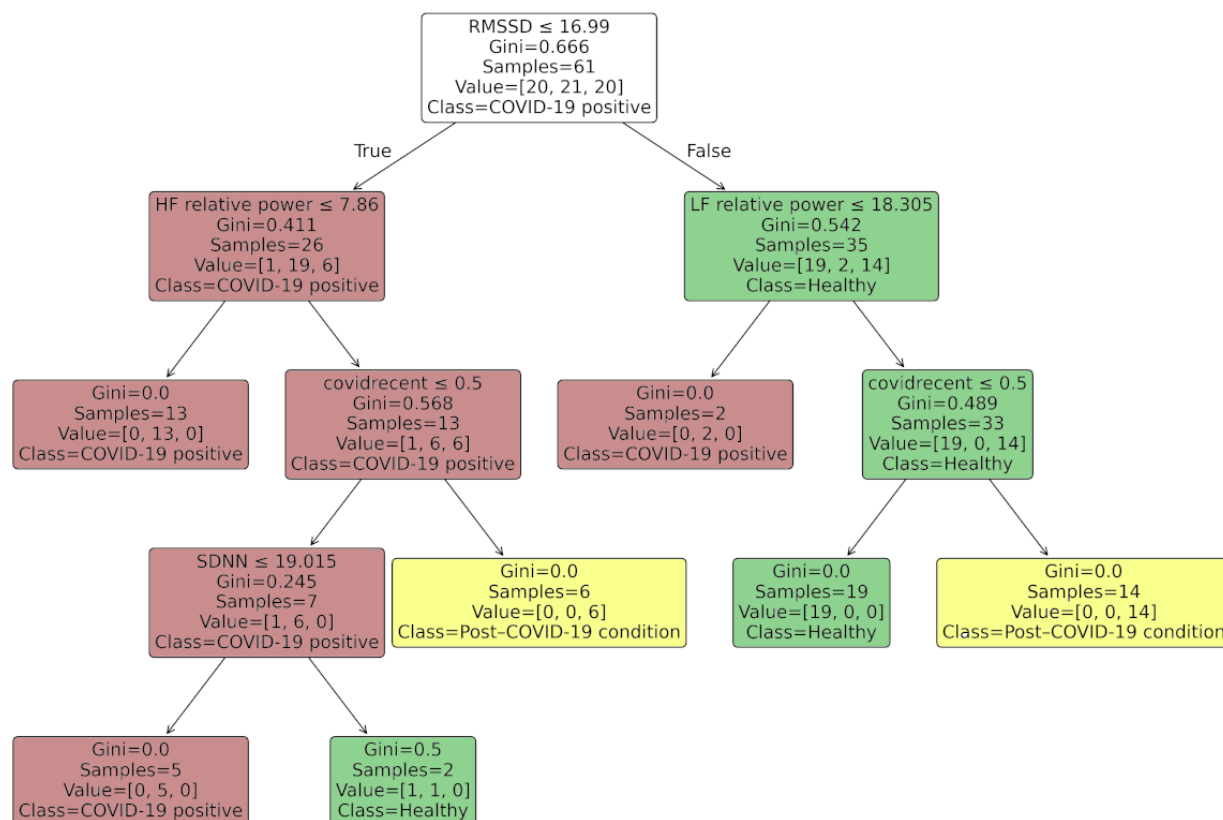 RMSSD ≤ 16.99
Gini=0.666
Samples=61
Value=[20, 21, 20]
Class=COVID-19 positive
True
False
HF relative power ≤ 7.86
Gini=0.411
Samples=26
Value=[1, 19, 6]
Class=COVID-19 positive
LF relative power ≤ 18.305
Gini=0.542
Samples=35
Value=[19, 2, 14]
Class=Healthy
Gini=0.0
Samples=13
Value=[0, 13, 0]
Class=COVID-19 positive
covidrecent ≤ 0.5
Gini=0.568
Samples=13
Value=[1, 6, 6]
Class=COVID-19 positive
Gini=0.0
Samples=2
Value=[0, 2, 0]
Class=COVID-19 positive
covidrecent ≤ 0.5
Gini=0.489
Samples=33
Value=[19, 0, 14]
Class=Healthy
SDNN ≤ 19.015
Gini=0.245
Samples=7
Value=[1, 6, 0]
Class=COVID-19 positive
Gini=0.0
Samples=6
Value=[0, 0, 6]
Class=Post–COVID-19 condition
Gini=0.0
Samples=19
Value=[19, 0, 0]
Class=Healthy
Gini=0.0
Samples=14
Value=[0, 0, 14]
Class=Post–COVID-19 condition
Gini=0.0
Samples=5
Value=[0, 5, 0]
Class=COVID-19 positive
Gini=0.5
Samples=2
Value=[1, 1, 0]
Class=Healthy